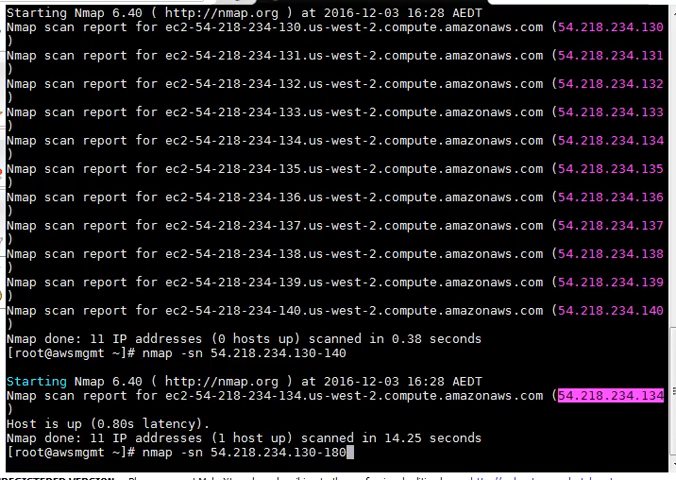 Starting Nmap 6.40 ( http://nmap.org ) at 2016-12-03 16:28 AEDT
Nmap scan report for ec2-54-218-234-130.us-west-2.compute.amazonaws.com (54.218.234.130
)
Nmap scan report for ec2-54-218-234-131.us-west-2.compute.amazonaws.com (54.218.234.131
)
Nmap scan report for ec2-54-218-234-132.us-west-2.compute.amazonaws.com (54.218.234.132
)
Nmap scan report for ec2-54-218-234-133.us-west-2.compute.amazonaws.com (54.218.234.133
)
Nmap scan report for ec2-54-218-234-134.us-west-2.compute.amazonaws.com (54.218.234.134
)
Nmap scan report for ec2-54-218-234-135.us-west-2.compute.amazonaws.com (54.218.234.135
)
Nmap scan report for ec2-54-218-234-136.us-west-2.compute.amazonaws.com (54.218.234.136
)
Nmap scan report for ec2-54-218-234-137.us-west-2.compute.amazonaws.com (54.218.234.137
)
Nmap scan report for ec2-54-218-234-138.us-west-2.compute.amazonaws.com (54.218.234.138
)
Nmap scan report for ec2-54-218-234-139.us-west-2.compute.amazonaws.com (54.218.234.139
)
Nmap scan report for ec2-54-218-234-140.us-west-2.compute.amazonaws.com (54.218.234.140
)
Nmap done: 11 IP addresses (0 hosts up) scanned in 0.38 seconds
[root@awsmgmt ~]# nmap -sn 54.218.234.130-140
Starting Nmap 6.40 ( http://nmap.org ) at 2016-12-03 16:28 AEDT
Nmap scan report for ec2-54-218-234-134.us-west-2.compute.amazonaws.com (54.218.234.134
)
Host is up (0.80s latency).
Nmap done: 11 IP addresses (1 host up) scanned in 14.25 seconds
[root@awsmgmt ~]# nmap -sn 54.218.234.130-180